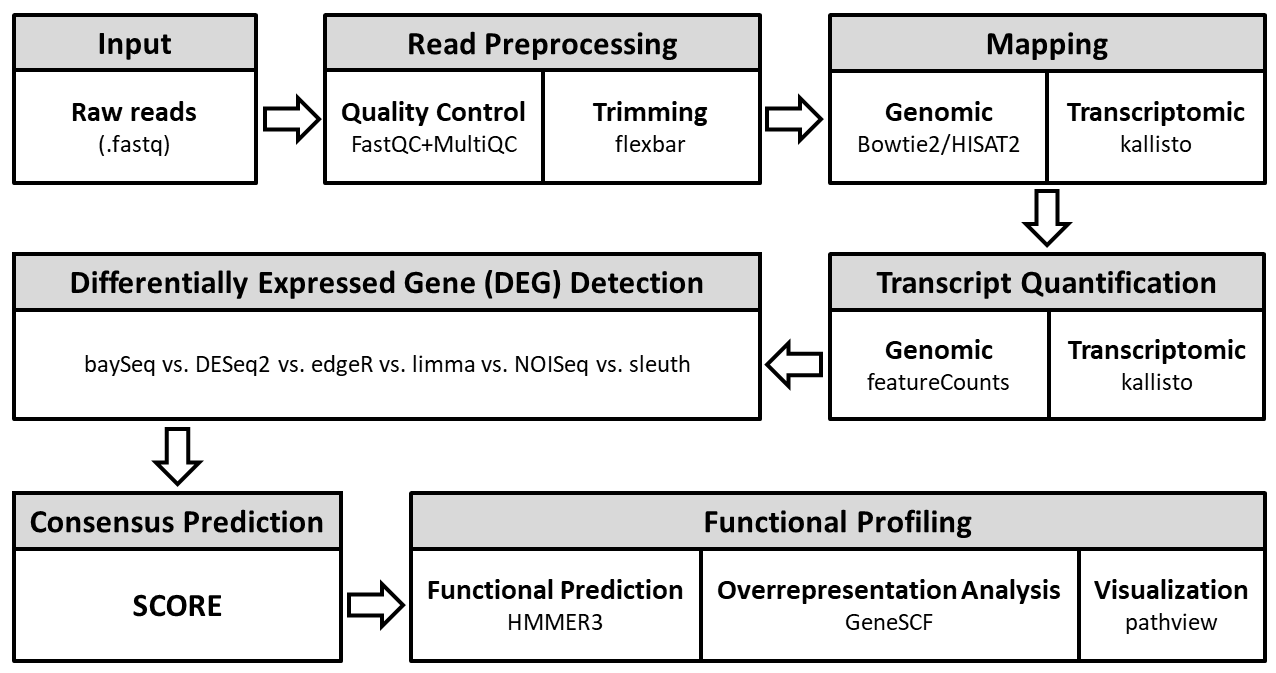 Input
Raw reads
(.fastq)
Read Preprocessing
Quality Control
FastQC+MultiQC
Trimming
flexbar
Mapping
Genomic
Bowtie2/HISAT2
Transcriptomic
kallisto
Transcript Quantification
Genomic
featureCounts
Transcriptomic
kallisto
Differentially Expressed Gene (DEG) Detection
baySeq vs. DESeq2 vs. edgeR vs. limma vs. NOISeq vs. sleuth
Consensus Prediction
SCORE
Functional Profiling
Functional Prediction
HMMER3
Overrepresentation Analysis
GeneSCF
Visualization
pathview